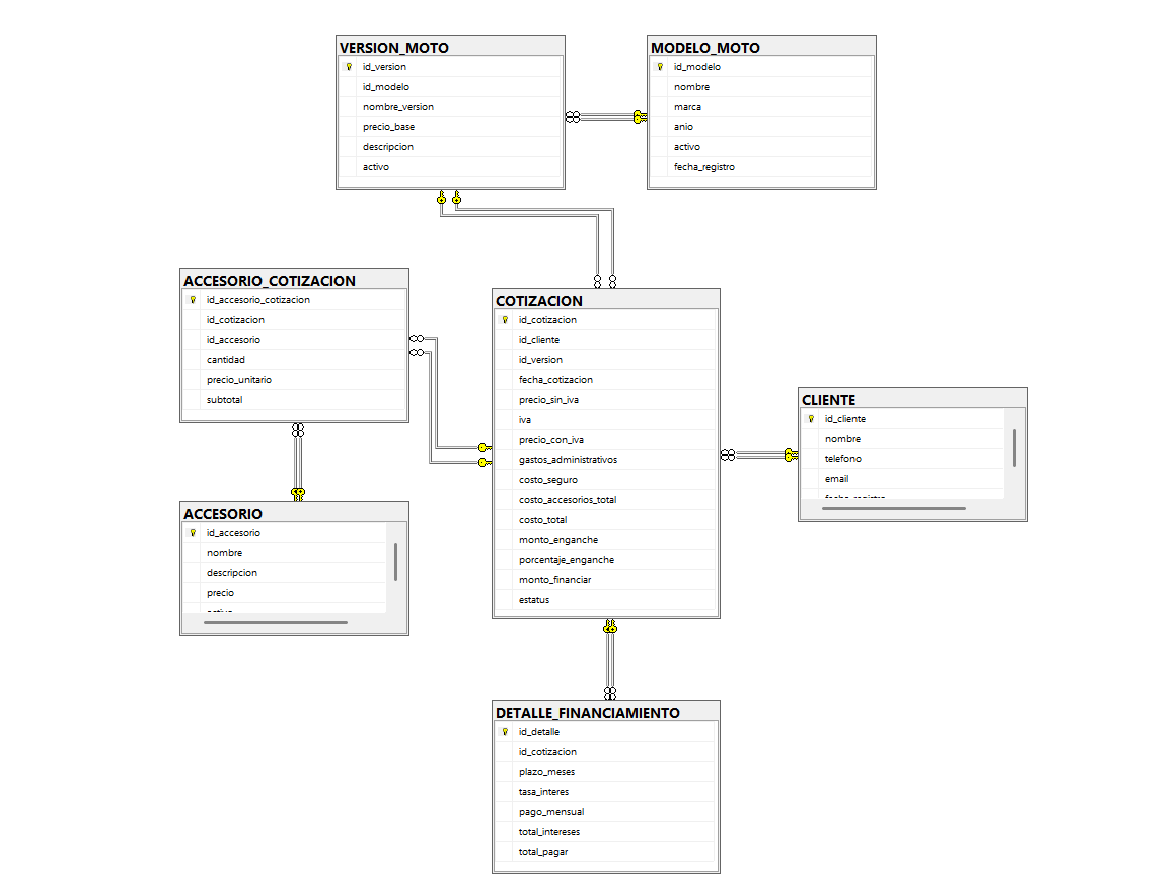 VERSION_MOTO
id_version
id_modelo
nombre_version
precio_base
descripcion
activo
MODELO_MOTO
id_modelo
nombre
marca
anio
activo
fecha_registro
ACCESORIO_COTIZACION
id_accesorio_cotizacion
id_cotizacion
id_accesorio
cantidad
precio_unitario
subtotal
COTIZACION
id_cotizacion
id_cliente
id_version
fecha_cotizacion
precio_sin_iva
iva
precio_con_iva
gastos_administrativos
costo_seguro
costo_accesorios_total
costo_total
monto_enganche
porcentaje_enganche
monto_financiar
estatus
CLIENTE
id_cliente
nombre
telefono
email
ACCESORIO
id_accesorio
nombre
descripcion
precio
DETALLE_FINANCIAMIENTO
id_detalle
id_cotizacion
plazo_meses
tasa_interes
pago_mensual
total_intereses
total_pagar